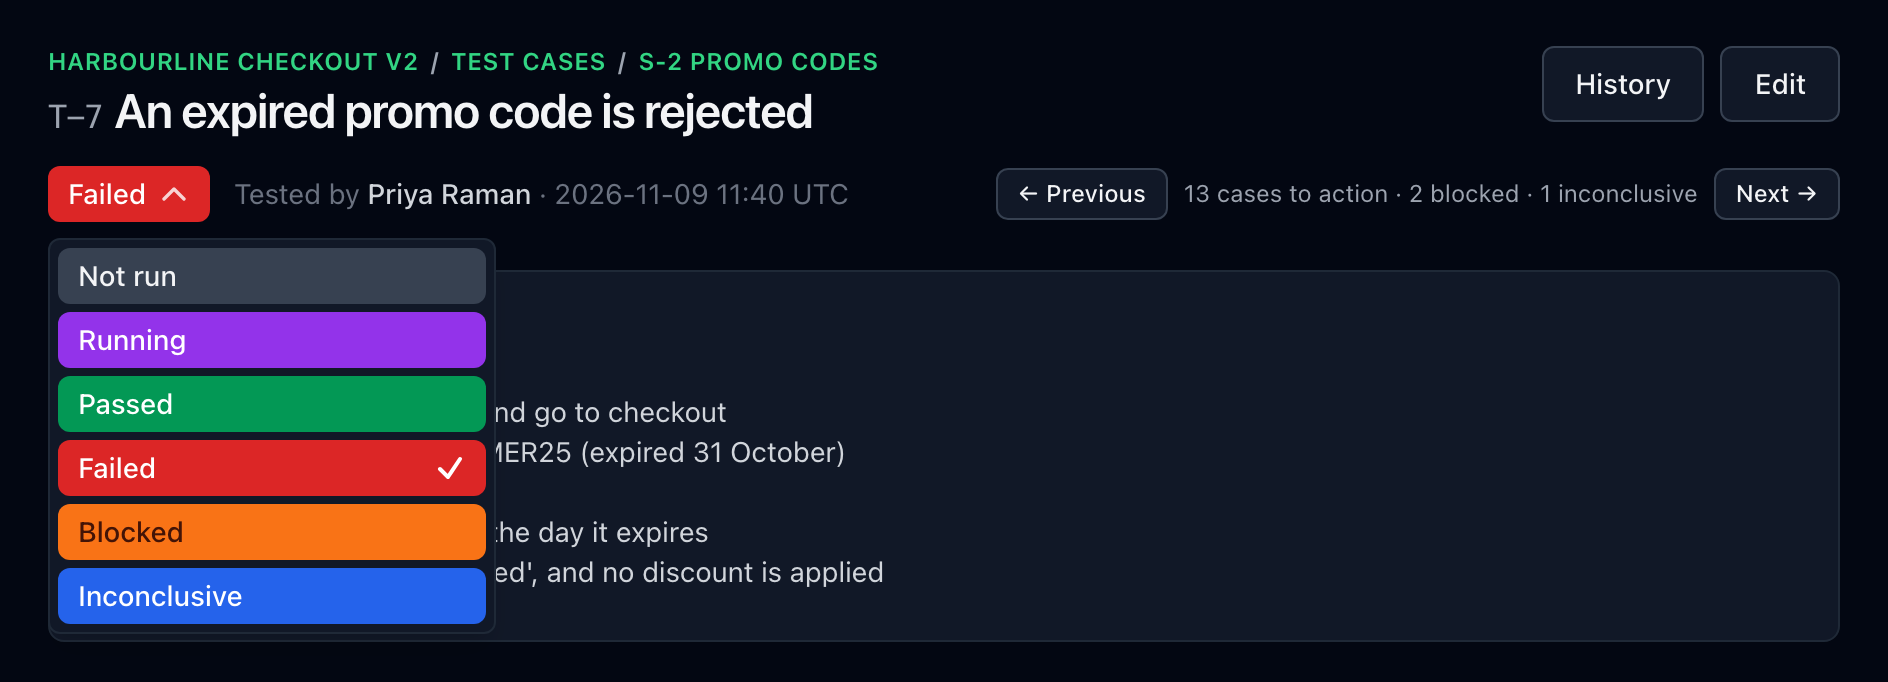 HARBOURLINE CHECKOUT V2 / TEST CASES / S-2 PROMO CODES
History
Edit
T–7 An expired promo code is rejected
Failed
Tested by Priya Raman · 2026-11-09 11:40 UTC
← Previous
13 cases to action · 2 blocked · 1 inconclusive
Next →
Not run
Running
Passed
Failed
Blocked
Inconclusive
go to checkout
(expired 31 October)
the day it expires
and no discount is applied